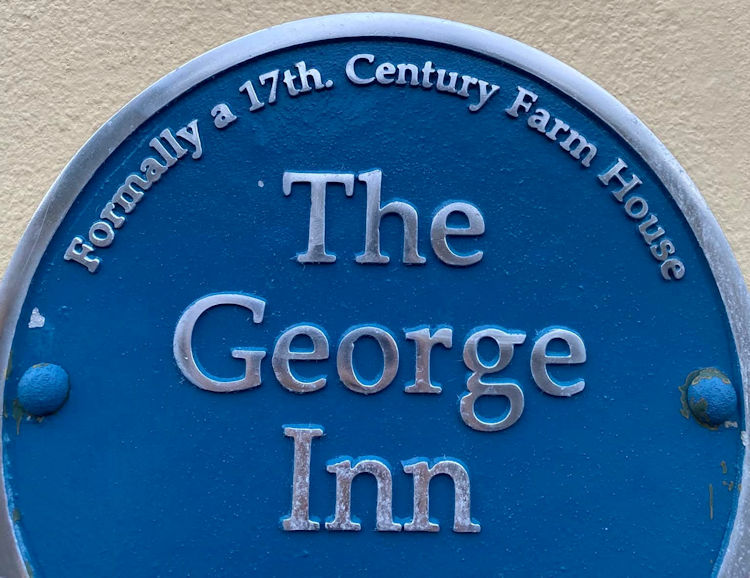 Formally a 17th. Century Farm House
The
George
Inn